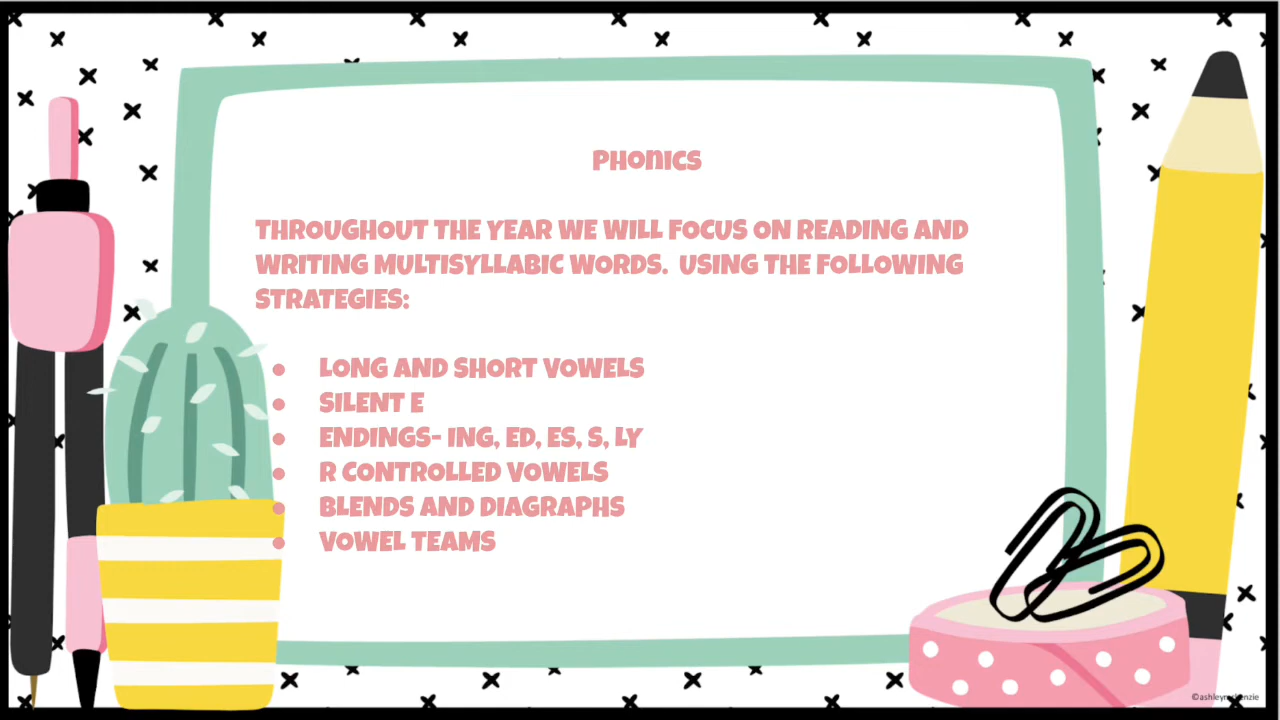 PHONICS
THROUGHOUT THE YEAR WE WILL FOCUS ON READING AND
WRITING MULTISYLLABIC WORDS. USING THE FOLLOWING
STRATEGIES:
● LONG AND SHORT VOWELS
● SILENT E
● ENDINGS- ING, ED, ES, S, LY
● R CONTROLLED VOWELS
● BLENDS AND DIAGRAPHS
● VOWEL TEAMS
©ashleymckenzie